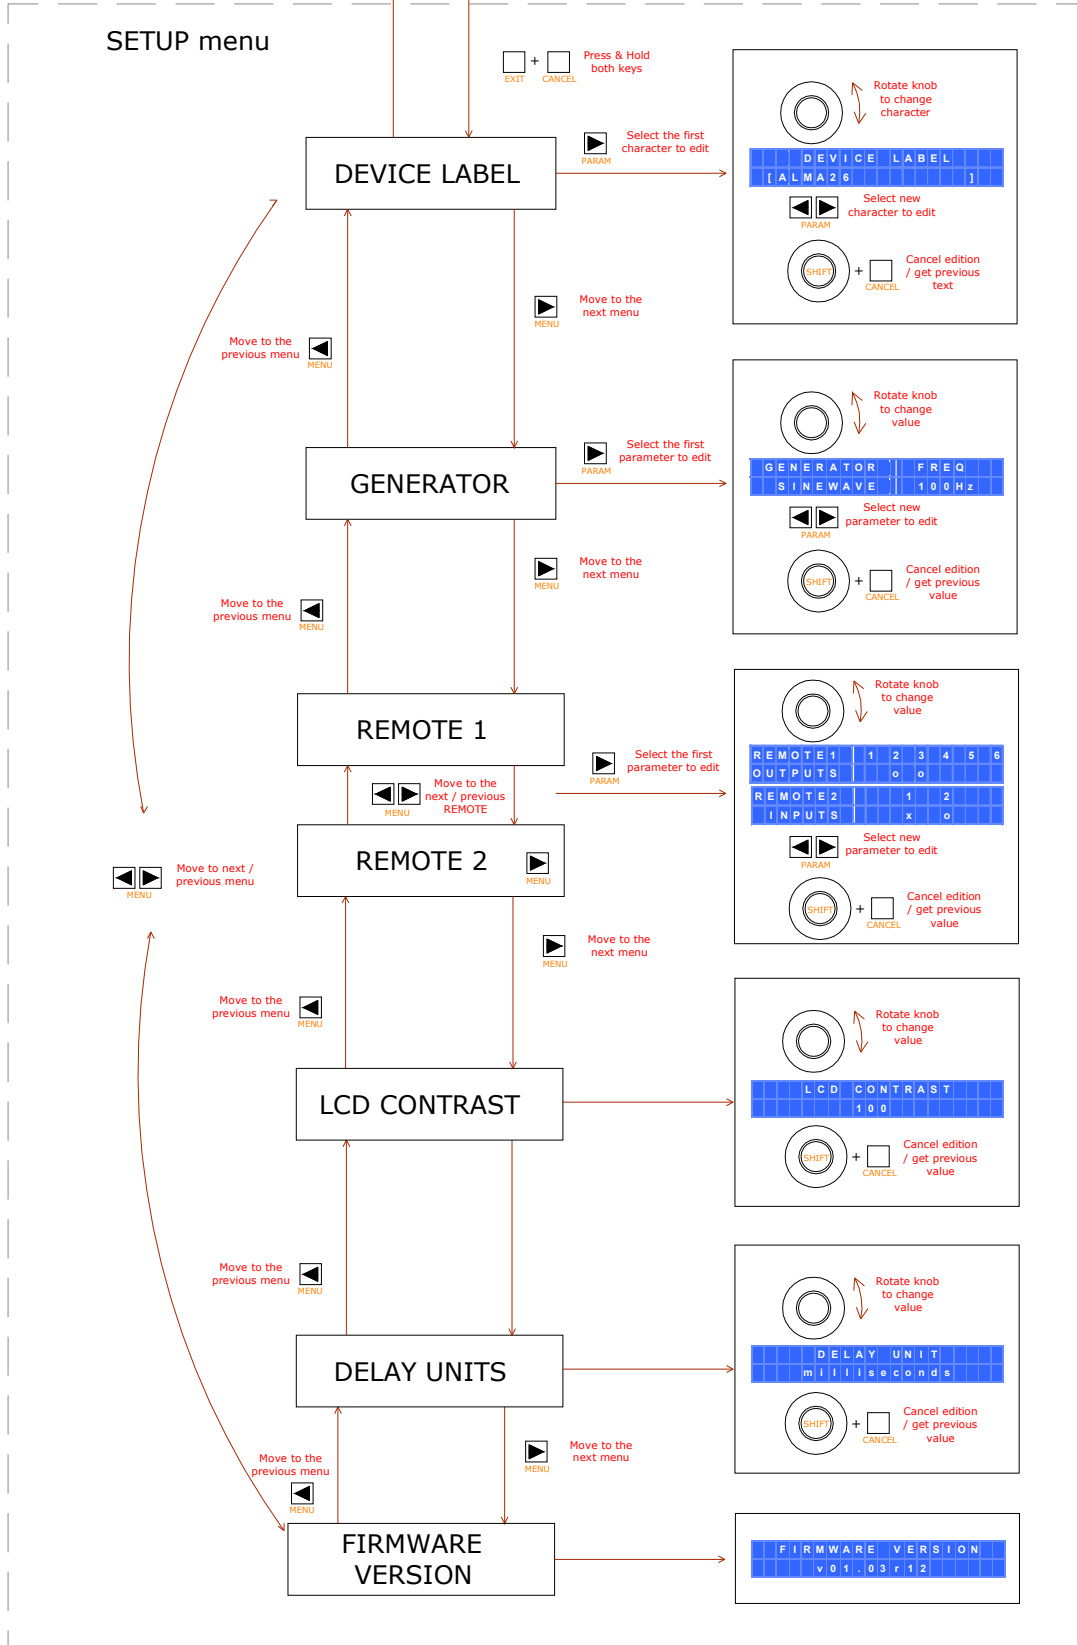 SETUP menu
EXIT
+
CANCEL
Press & Hold
both keys
DEVICE LABEL
PARAM
Select the first
character to edit
Rotate knob
to change
character
DEVICE LABEL
[ALMA26 ]
PARAM
Select new
character to edit
SHIFT
+
CANCEL
Cancel edition
/ get previous
text
MENU
Move to the
next menu
Move to the
previous menu
MENU
GENERATOR
PARAM
Select the first
parameter to edit
Rotate knob
to change
value
GENERATOR FREQ
SINEWAVE 100Hz
PARAM
Select new
parameter to edit
SHIFT
+
CANCEL
Cancel edition
/ get previous
value
MENU
Move to the
next menu
Move to the
previous menu
MENU
REMOTE 1
MENU
Move to the
next / previous
REMOTE
REMOTE 2
MENU
PARAM
Select the first
parameter to edit
Rotate knob
to change
value
REMOTE1 1 2 3 4 5 6
OUTPUTS o o
REMOTE2 1 2
INPUTS x o
PARAM
Select new
parameter to edit
SHIFT
+
CANCEL
Cancel edition
/ get previous
value
MENU
Move to next /
previous menu
MENU
Move to the
next menu
Move to the
previous menu
MENU
LCD CONTRAST
Rotate knob
to change
value
LCD CONTRAST
100
SHIFT
+
CANCEL
Cancel edition
/ get previous
value
Move to the
previous menu
MENU
DELAY UNITS
Rotate knob
to change
value
DELAY UNIT
milliseconds
SHIFT
+
CANCEL
Cancel edition
/ get previous
value
MENU
Move to the
next menu
Move to the
previous menu
MENU
FIRMWARE
VERSION
FIRMWARE VERSION
v01.03r12